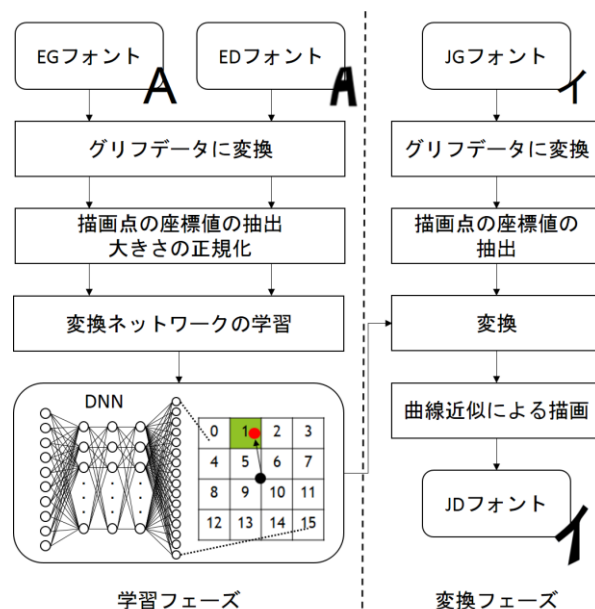 EGフォント
A
EDフォント
A
グリフデータに変換
描画点の座標値の抽出
大きさの正規化
変換ネットワークの学習
DNN
0 1 2 3
4 5 6 7
8 9 10 11
12 13 14 15
学習フェーズ
JGフォント
イ
グリフデータに変換
描画点の座標値の
抽出
変換
曲線近似による描画
JDフォント
イ
変換フェーズ